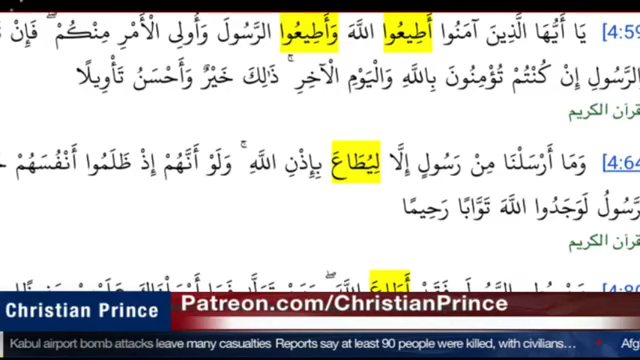 [4:59] يَا أَيُّهَا الَّذِينَ آمَنُوا أَطِيعُوا اللَّهَ وَأَطِيعُوا الرَّسُولَ وَأُولِي الْأَمْرِ مِنْكُمْ ۖ فَإِنْ
الرَّسُولِ إِنْ كُنْتُمْ تُؤْمِنُونَ بِاللَّهِ وَالْيَوْمِ الْآخِرِ ۚ ذَٰلِكَ خَيْرٌ وَأَحْسَنُ تَأْوِيلًا
قرآن الكريم
[4:64 وَمَا أَرْسَلْنَا مِنْ رَسُولٍ إِلَّا لِيُطَاعَ بِإِذْنِ اللَّهِ ۚ وَلَوْ أَنَّهُمْ إِذْ ظَلَمُوا أَنْفُسَهُمْ
رَّسُولُ لَوَجَدُوا اللَّهَ تَوَّابًا رَحِيمًا
قرآن الكريم
أَطَاعَ
Patreon.com/ChristianPrince
Christian Prince
Kabul airport bomb attacks leave many casualties Reports say at least 90 people were killed, with civilians… • Afg